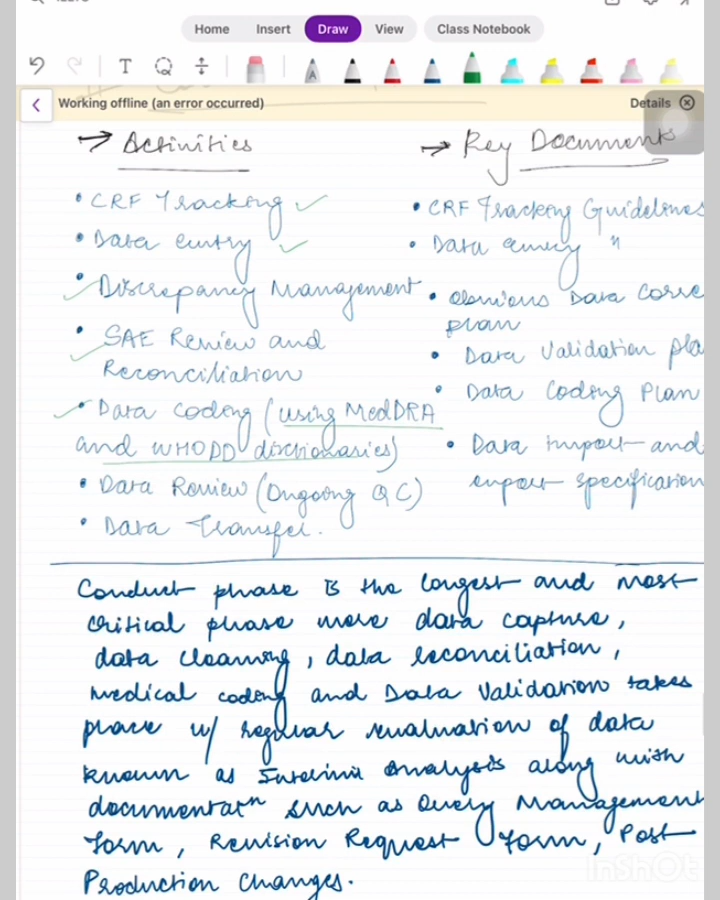 Home Insert Draw View Class Notebook
Working offline (an error occurred) Details
→ Activities
• CRF Tracking ✓
• Data entry ✓
• Discrepancy Management
• SAE Review and
Reconciliation
• Data coding (using MedDRA
and WHODD dictionaries)
• Data Review (Ongoing QC)
• Data Transfer.
→ Key Documents
• CRF Tracking Guidelines
• Data entry "
• Obvious Data Corre
plan
• Data Validation pla
• Data Coding Plan
• Data Import and
export specification
Conduct phase is the longest and most
critical phase more data capture,
data cleaning, data reconciliation,
medical coding and Data Validation takes
place w/ regular evaluation of data
known as Interim analysis along with
documentatn such as Query Management
form, Revision Request form, Post
Production Changes.
InShOt